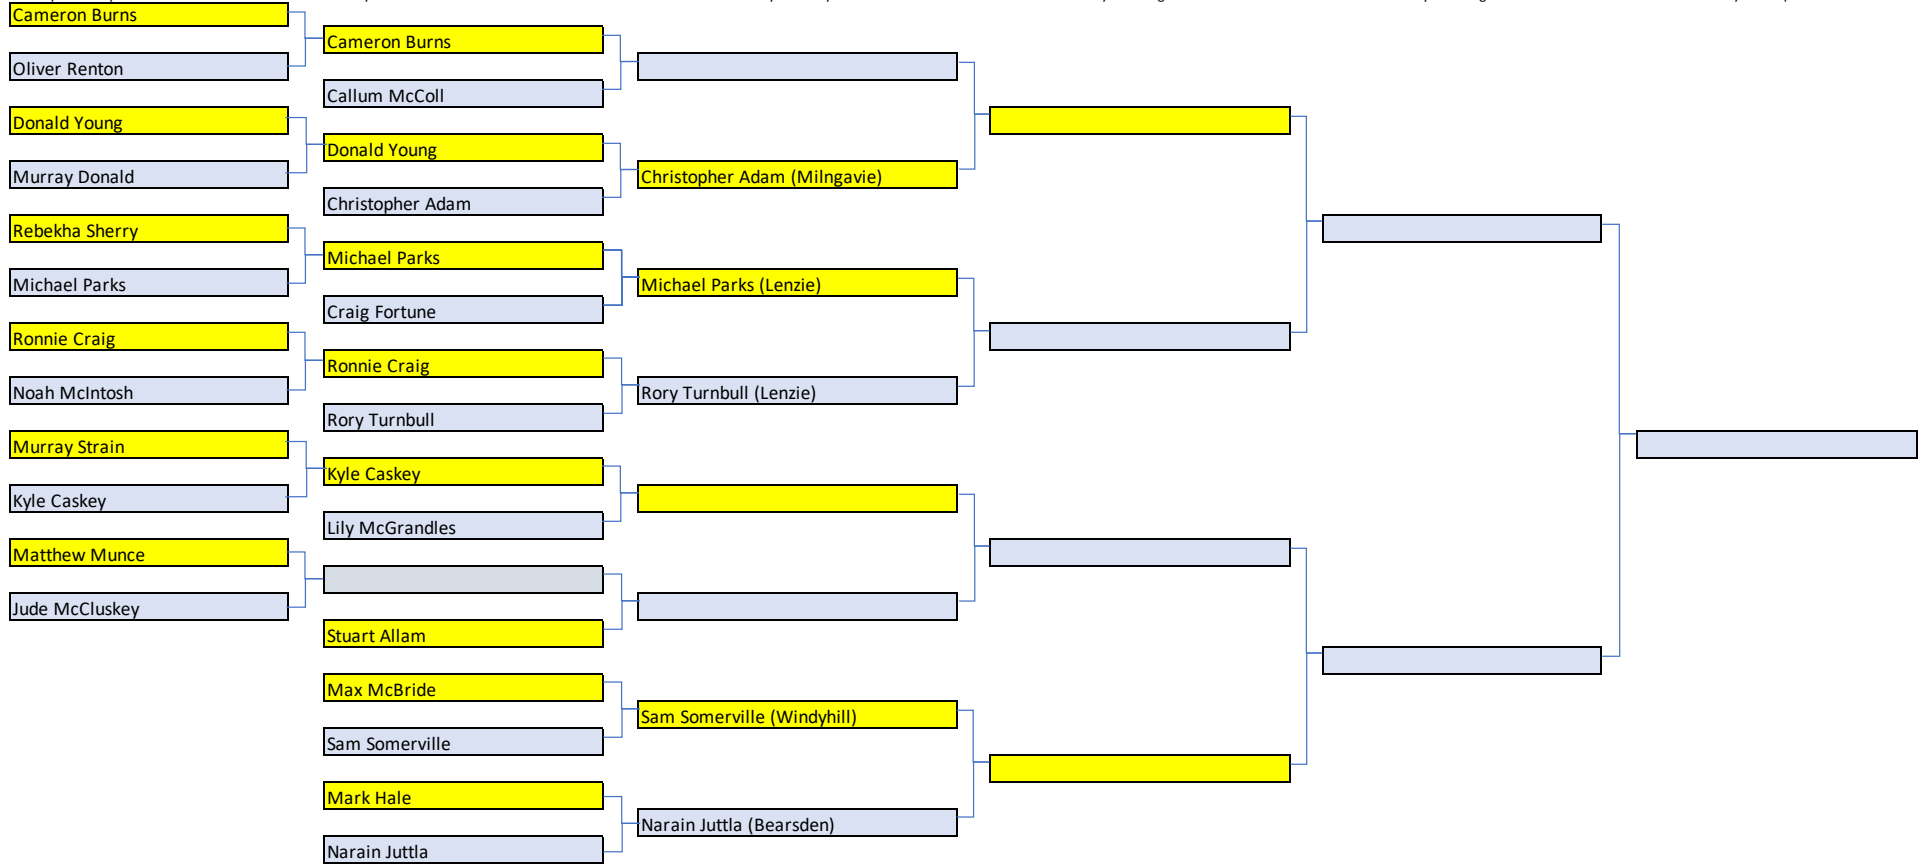 Cameron Burns
Oliver Renton
Donald Young
Murray Donald
Rebekha Sherry
Michael Parks
Ronnie Craig
Noah McIntosh
Murray Strain
Kyle Caskey
Matthew Munce
Jude McCluskey
Cameron Burns
Callum McColl
Donald Young
Christopher Adam
Michael Parks
Craig Fortune
Ronnie Craig
Rory Turnbull
Kyle Caskey
Lily McGrandles
Stuart Allam
Max McBride
Sam Somerville
Mark Hale
Narain Juttla
Christopher Adam (Milngavie)
Michael Parks (Lenzie)
Rory Turnbull (Lenzie)
Sam Somerville (Windyhill)
Narain Juttla (Bearsden)